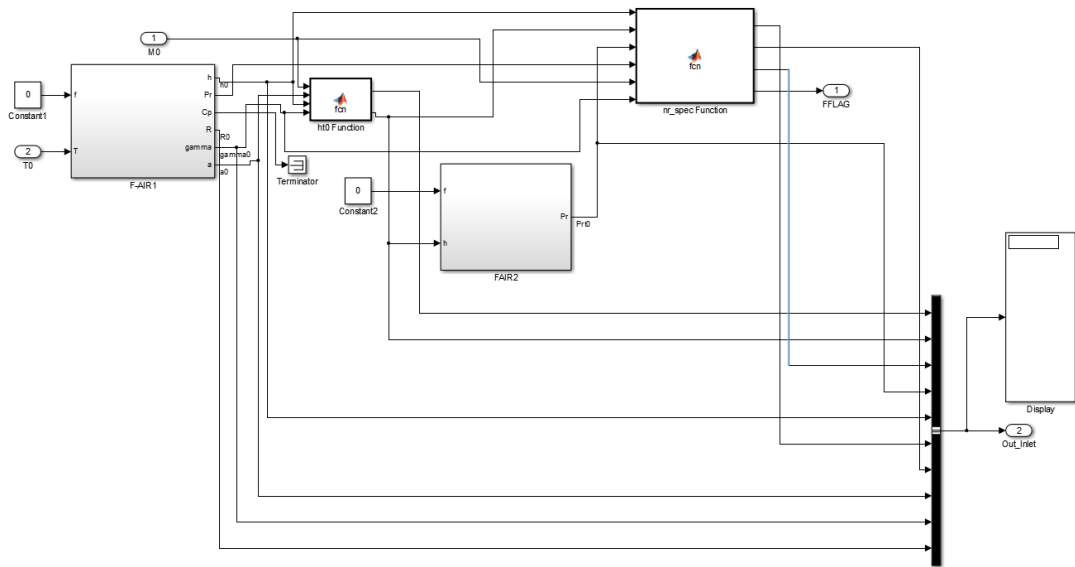 1
M0
0
Constant1
2
T0
f
T
h
Pr
Cp
R
gamma
a
F-AIR1
h0
R0
gamma0
a0
fcn
ht0 Function
Terminator
0
Constant2
f
h
Pr
FAIR2
Prt0
fcn
nr_spec Function
1
FFLAG
Display
2
Out_Inlet